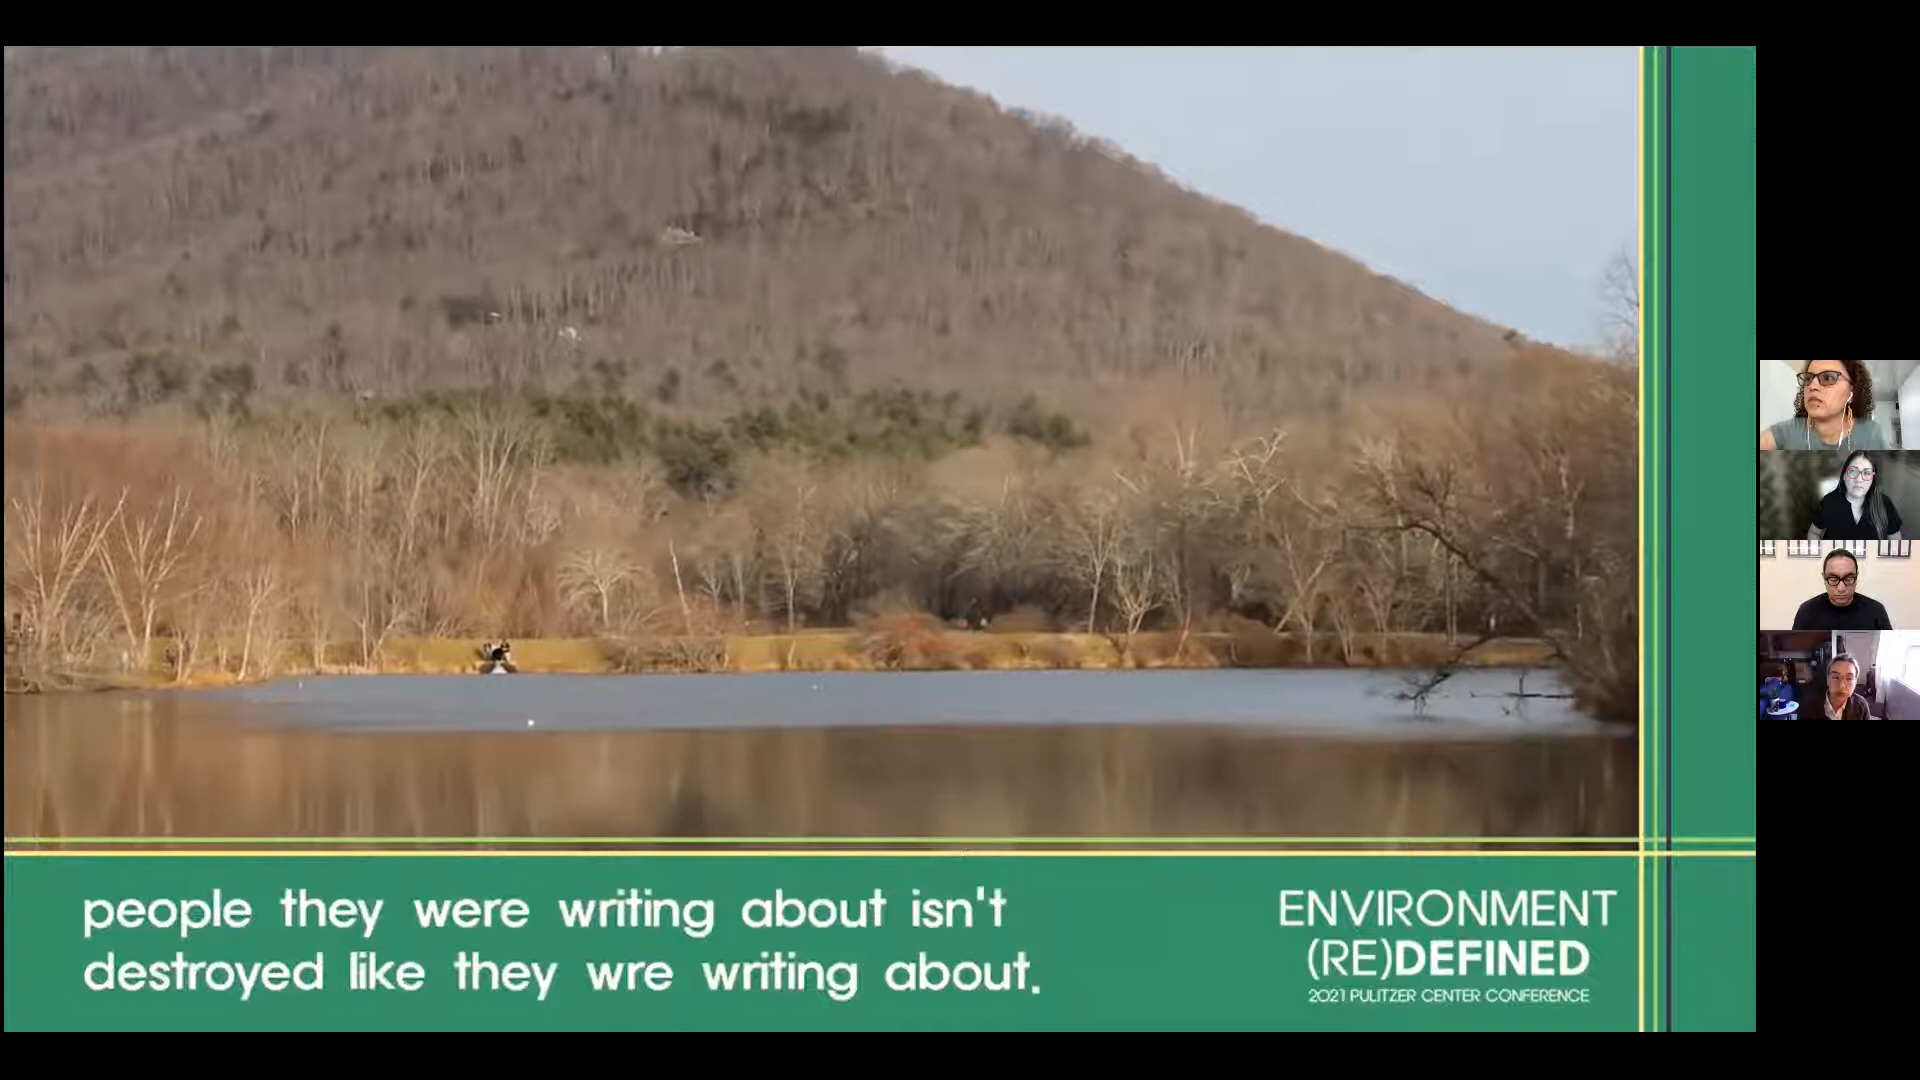 people they were writing about isn't
destroyed like they wre writing about.
ENVIRONMENT
(RE)DEFINED
2021 PULITZER CENTER CONFERENCE